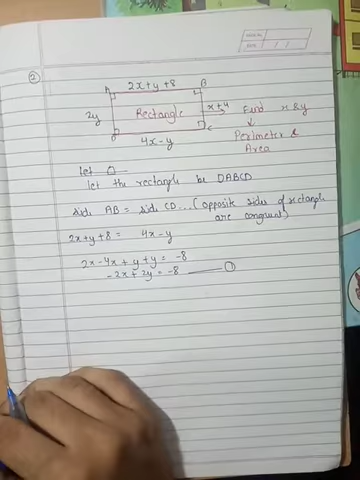 ②
A 2x+y+8 B
2y Rectangle x+4 Find x & y
D 4x-y C Perimeter &
Area
Let
let the rectangle be □ABCD
side AB = side CD ... (opposite sides of rectangle
are congruent)
2x+y+8 = 4x-y
2x-4x+y+y = -8
-2x+2y = -8 ——— ①